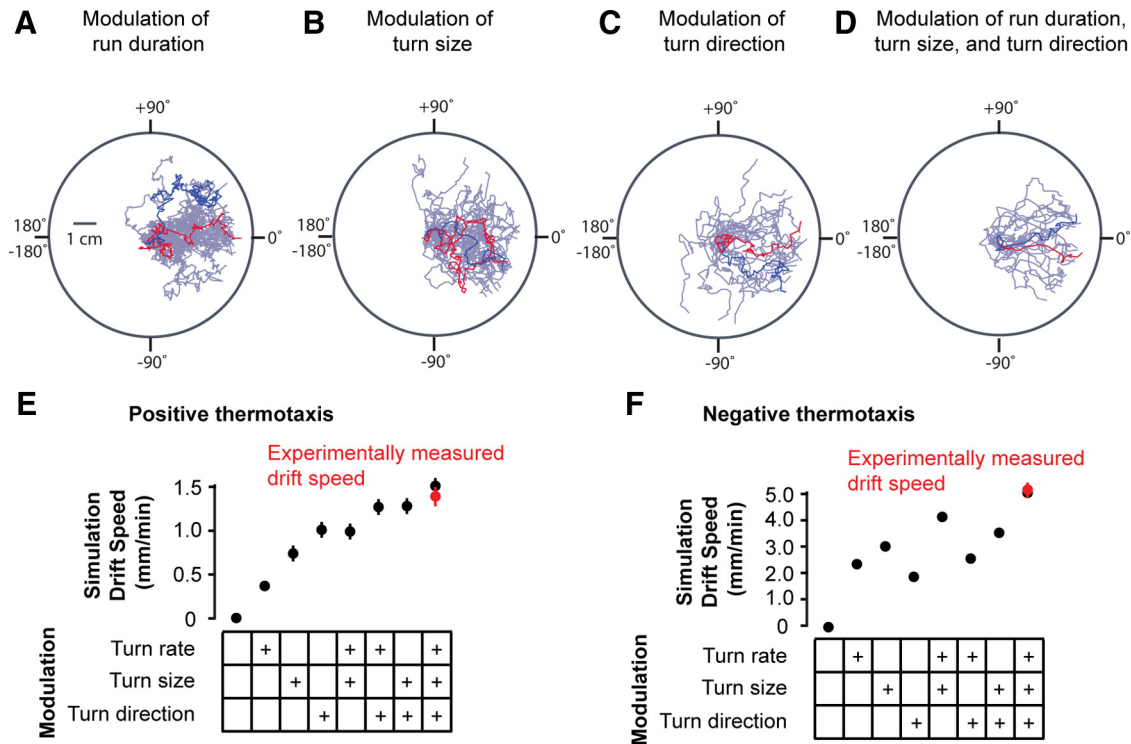 A
Modulation of
run duration
+90°
180°
-180°
1 cm
0°
-90°
B
Modulation of
turn size
+90°
180°
-180°
0°
-90°
C
Modulation of
turn direction
+90°
180°
-180°
0°
-90°
D
Modulation of run duration,
turn size, and turn direction
+90°
180°
-180°
0°
-90°
E
Positive thermotaxis
Experimentally measured
drift speed
Simulation
Drift Speed
(mm/min)
1.5
1.0
0.5
0
Modulation
Turn rate + + + +
Turn size + + + +
Turn direction + + + +
F
Negative thermotaxis
Experimentally measured
drift speed
Simulation
Drift Speed
(mm/min)
5.0
4.0
3.0
2.0
1.0
0
Modulation
Turn rate + + + +
Turn size + + + +
Turn direction + + + +